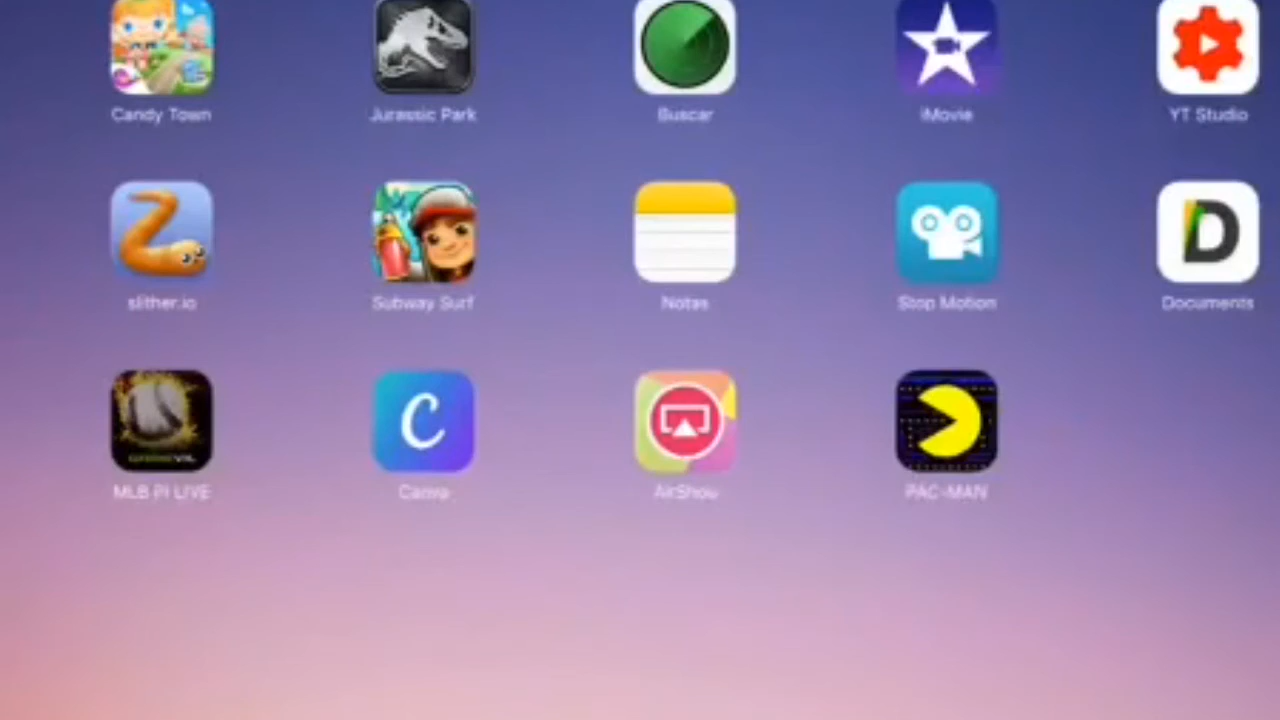 Candy Town
Jurassic Park
Buscar
iMovie
YT Studio
slither.io
Subway Surf
Notas
Stop Motion
D
Documents
C
MLB PI LIVE
Canva
AirShou
PAC-MAN